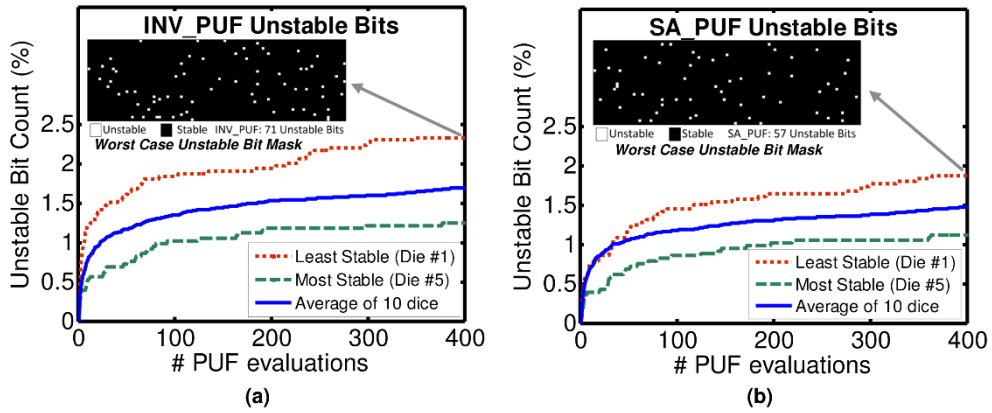 INV_PUF Unstable Bits
Unstable Bit Count (%)
2.5
2
1.5
1
0.5
0
Unstable Stable INV_PUF: 71 Unstable Bits
Worst Case Unstable Bit Mask
Least Stable (Die #1)
Most Stable (Die #5)
Average of 10 dice
0 100 200 300 400
# PUF evaluations
(a)
SA_PUF Unstable Bits
Unstable Bit Count (%)
2.5
2
1.5
1
0.5
0
Unstable Stable SA_PUF: 57 Unstable Bits
Worst Case Unstable Bit Mask
Least Stable (Die #1)
Most Stable (Die #5)
Average of 10 dice
0 100 200 300 400
# PUF evaluations
(b)